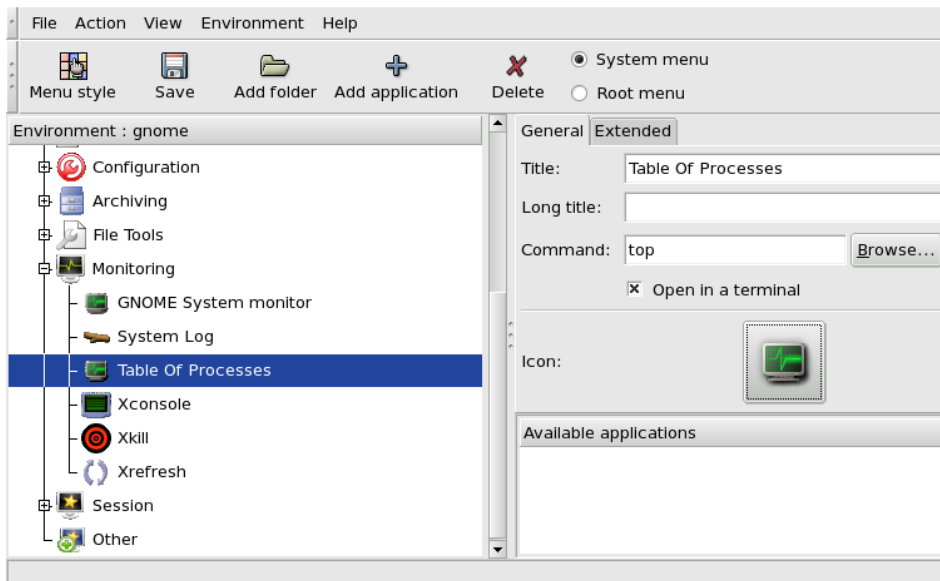 File Action View Environment Help
Menu style Save Add folder Add application Delete
System menu
Root menu
Environment : gnome
Configuration
Archiving
File Tools
Monitoring
GNOME System monitor
System Log
Table Of Processes
Xconsole
Xkill
Xrefresh
Session
Other
General Extended
Title: Table Of Processes
Long title:
Command: top Browse...
Open in a terminal
Icon:
Available applications